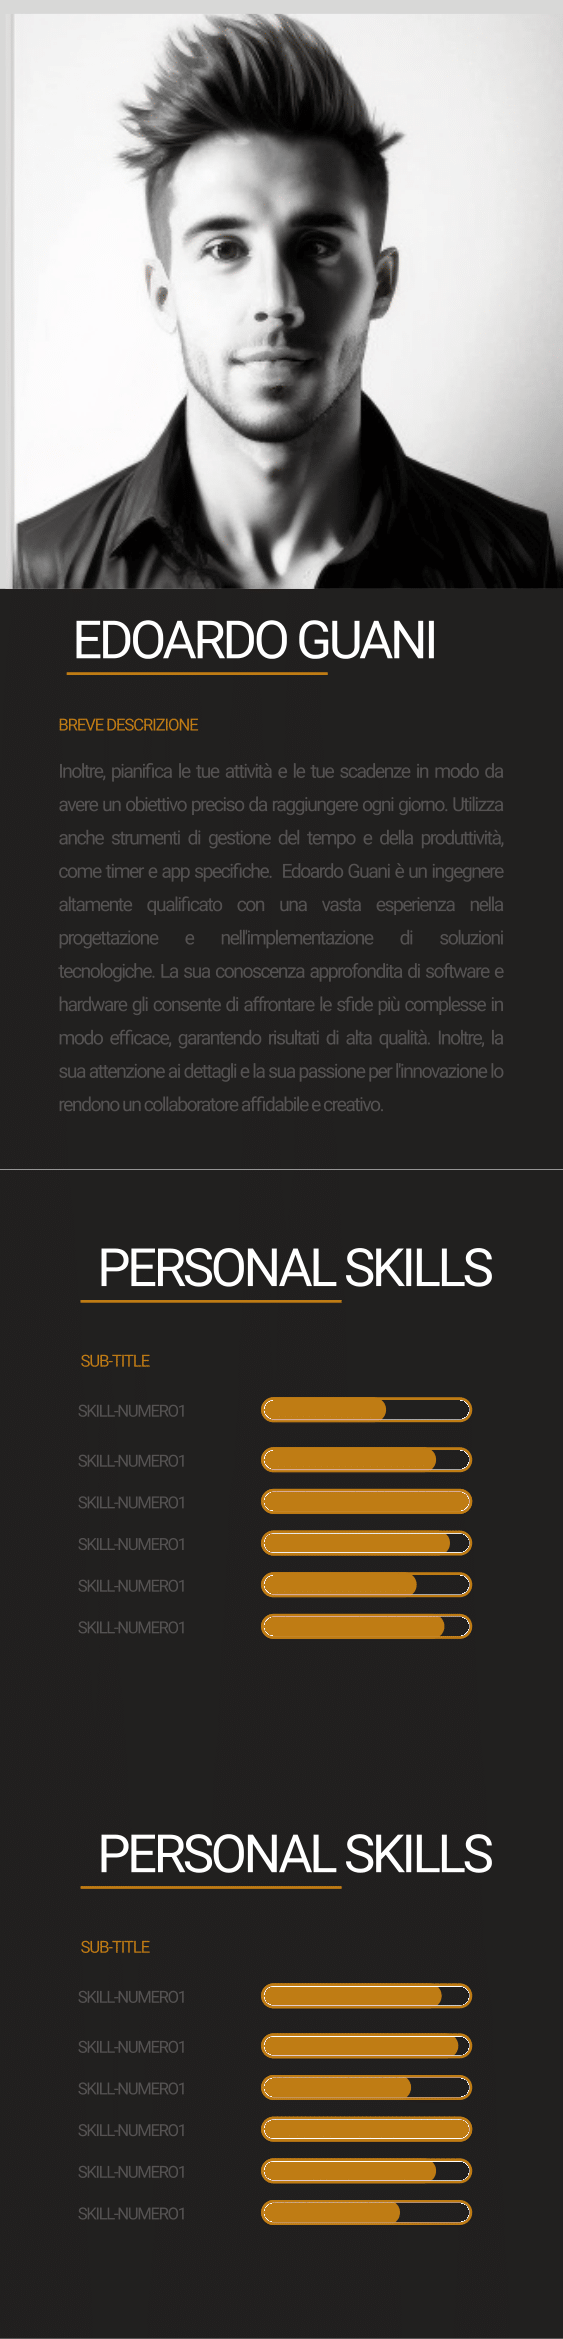 EDOARDO GUANI
BREVE DESCRIZIONE
Inoltre, pianifica le tue attività e le tue scadenze in modo da
avere un obiettivo preciso da raggiungere ogni giorno. Utilizza
anche strumenti di gestione del tempo e della produttività,
come timer e app specifiche. Edoardo Guani è un ingegnere
altamente qualificato con una vasta esperienza nella
progettazione e nell'implementazione di soluzioni
tecnologiche. La sua conoscenza approfondita di software e
hardware gli consente di affrontare le sfide più complesse in
modo efficace, garantendo risultati di alta qualità. Inoltre, la
sua attenzione ai dettagli e la sua passione per l'innovazione lo
rendono un collaboratore affidabile e creativo.
PERSONAL SKILLS
SUB-TITLE
SKILL-NUMERO1
SKILL-NUMERO1
SKILL-NUMERO1
SKILL-NUMERO1
SKILL-NUMERO1
SKILL-NUMERO1
PERSONAL SKILLS
SUB-TITLE
SKILL-NUMERO1
SKILL-NUMERO1
SKILL-NUMERO1
SKILL-NUMERO1
SKILL-NUMERO1
SKILL-NUMERO1